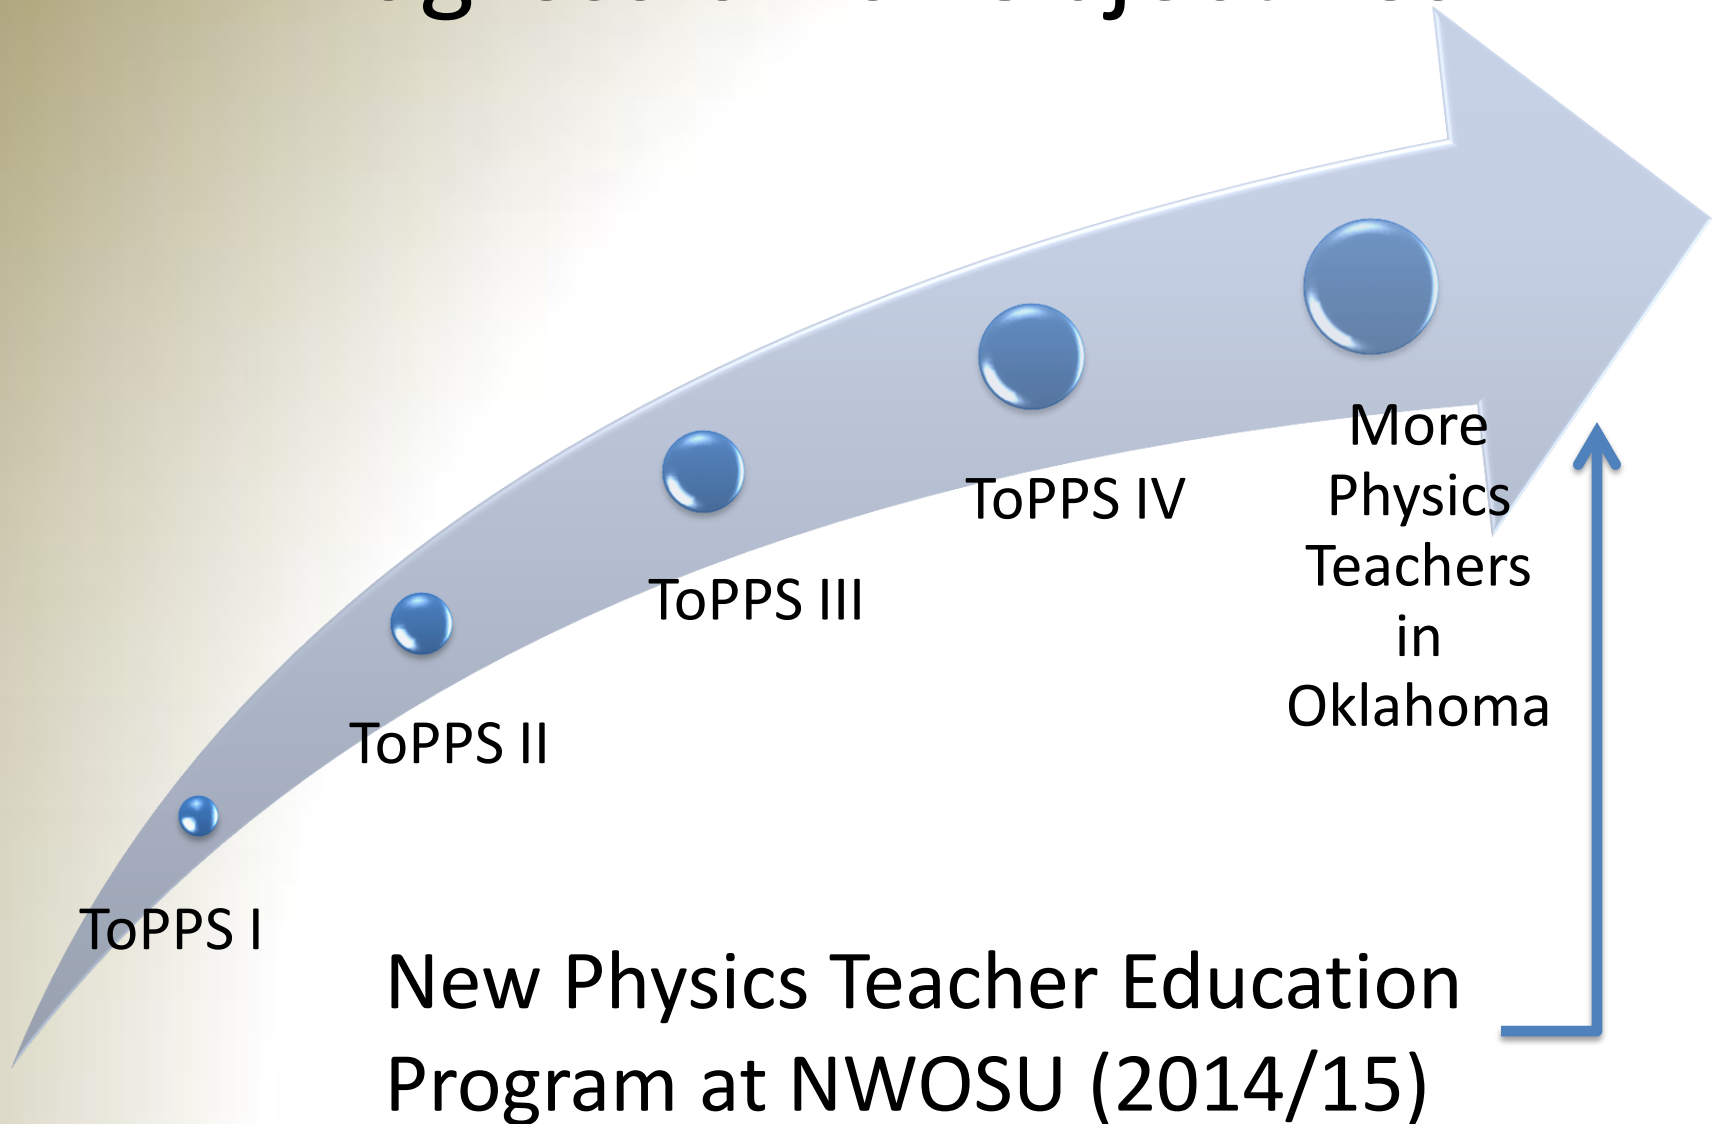 ToPPS I
ToPPS II
ToPPS III
ToPPS IV
More
Physics
Teachers
in
Oklahoma
New Physics Teacher Education
Program at NWOSU (2014/15)